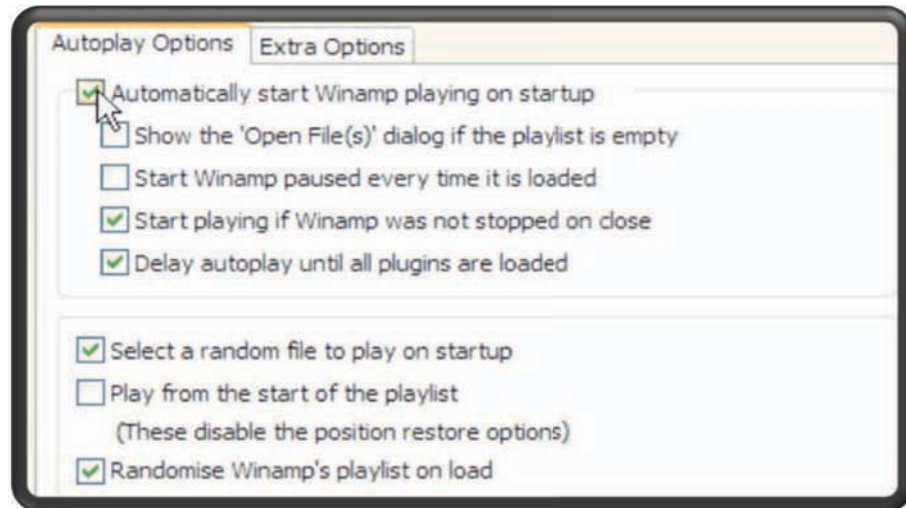 Autoplay Options
Extra Options
Automatically start Winamp playing on startup
Show the 'Open File(s)' dialog if the playlist is empty
Start Winamp paused every time it is loaded
Start playing if Winamp was not stopped on close
Delay autoplay until all plugins are loaded
Select a random file to play on startup
Play from the start of the playlist
(These disable the position restore options)
Randomise Winamp's playlist on load